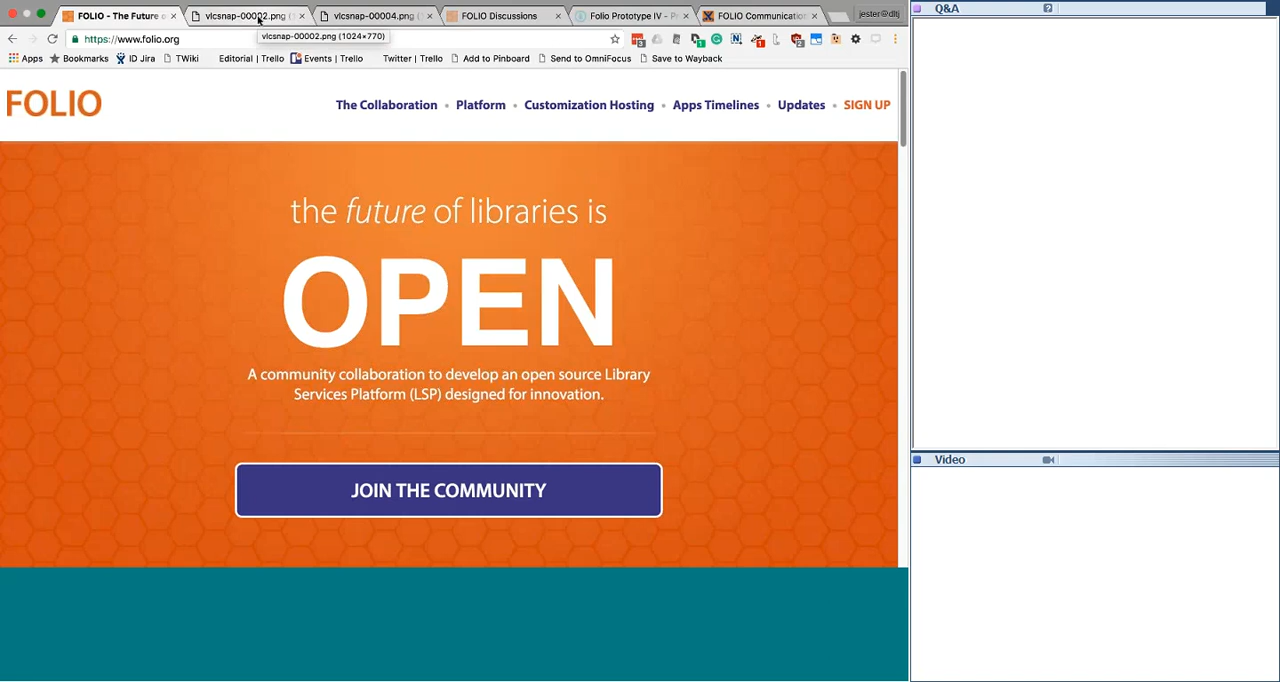 FOLIO - The Future o
vlcsnap-00002.png (
vlcsnap-00004.png (
FOLIO Discussions
Folio Prototype IV - P
FOLIO Communication
jester@dltj
https://www.folio.org
vlcsnap-00002.png (1024×770)
Apps
Bookmarks
ID Jira
TWiki
Editorial | Trello
Events | Trello
Twitter | Trello
Add to Pinboard
Send to OmniFocus
Save to Wayback
FOLIO
The Collaboration • Platform • Customization Hosting • Apps Timelines • Updates • SIGN UP
the future of libraries is
OPEN
A community collaboration to develop an open source Library
Services Platform (LSP) designed for innovation.
JOIN THE COMMUNITY
Q&A
Video